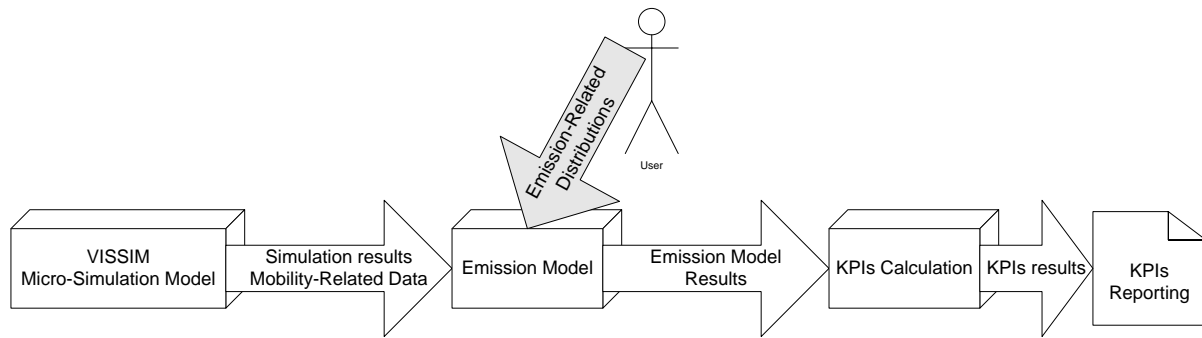 Emission-Related
Distributions
User
VISSIM
Micro-Simulation Model
Simulation results
Mobility-Related Data
Emission Model
Emission Model
Results
KPIs Calculation
KPIs results
KPIs
Reporting